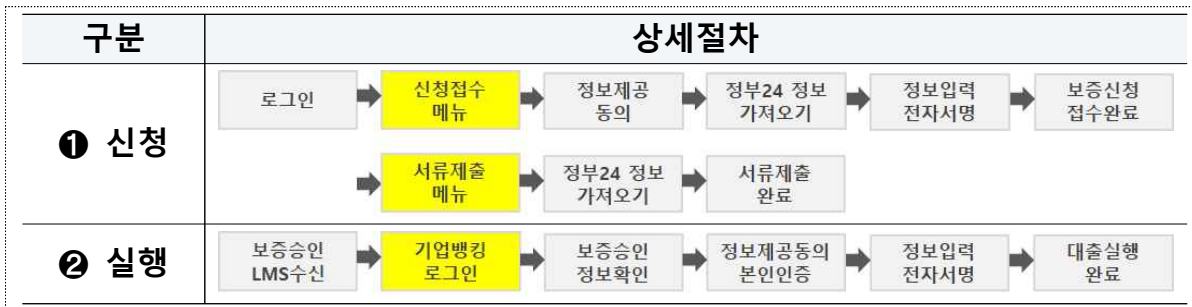 구분 상세절차
❶ 신청
로그인
신청접수
메뉴
정보제공
동의
정부24 정보
가져오기
정보입력
전자서명
보증신청
접수완료
서류제출
메뉴
정부24 정보
가져오기
서류제출
완료
❷ 실행
보증승인
LMS수신
기업뱅킹
로그인
보증승인
정보확인
정보제공동의
본인인증
정보입력
전자서명
대출실행
완료